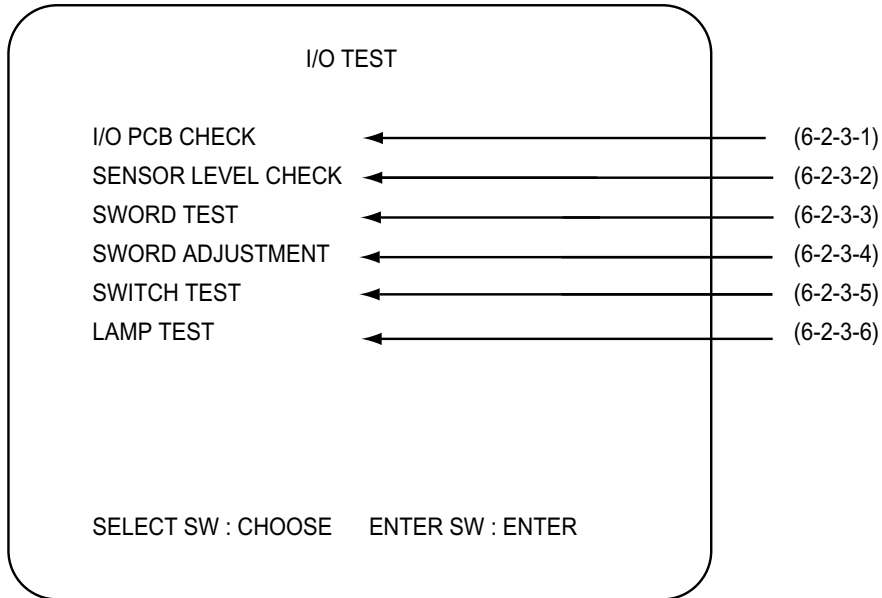 I/O TEST
I/O PCB CHECK (6-2-3-1)
SENSOR LEVEL CHECK (6-2-3-2)
SWORD TEST (6-2-3-3)
SWORD ADJUSTMENT (6-2-3-4)
SWITCH TEST (6-2-3-5)
LAMP TEST (6-2-3-6)
SELECT SW : CHOOSE ENTER SW : ENTER